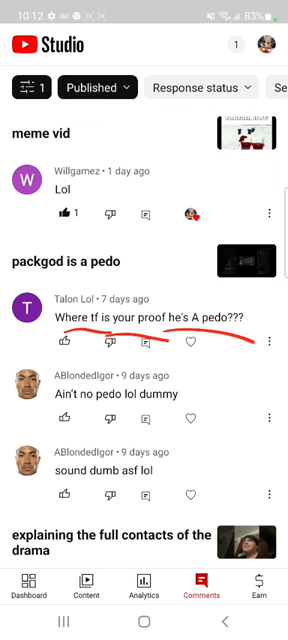 10:12 83%
Studio
1
1 Published Response status Se
meme vid
Willgamez • 1 day ago
W
Lol
1
packgod is a pedo
Talon Lol • 7 days ago
T
Where tf is your proof he's A pedo???
ABlondedIgor • 9 days ago
Ain't no pedo lol dummy
ABlondedIgor • 9 days ago
sound dumb asf lol
explaining the full contacts of the
drama
Dashboard Content Analytics Comments Earn